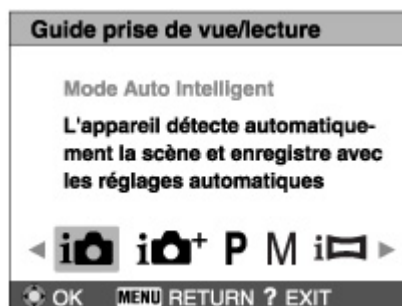 Guide prise de vue/lecture
Mode Auto Intelligent
L'appareil détecte automatique-
ment la scène et enregistre avec
les réglages automatiques
i i+ P M i
OK MENU RETURN ? EXIT